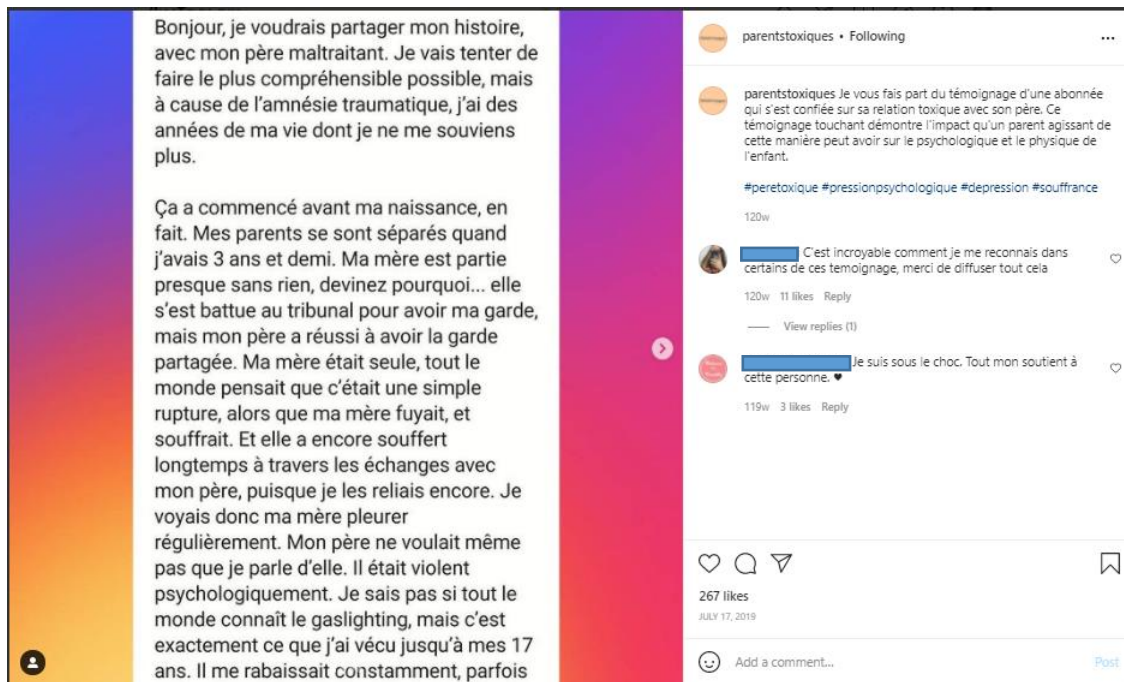 Bonjour, je voudrais partager mon histoire,
avec mon père maltraitant. Je vais tenter de
faire le plus compréhensible possible, mais
à cause de l'amnésie traumatique, j'ai des
années de ma vie dont je ne me souviens
plus.
Ça a commencé avant ma naissance, en
fait. Mes parents se sont séparés quand
j'avais 3 ans et demi. Ma mère est partie
presque sans rien, devinez pourquoi... elle
s'est battue au tribunal pour avoir ma garde,
mais mon père a réussi à avoir la garde
partagée. Ma mère était seule, tout le
monde pensait que c'était une simple
rupture, alors que ma mère fuyait, et
souffrait. Et elle a encore souffert
longtemps à travers les échanges avec
mon père, puisque je les reliais encore. Je
voyais donc ma mère pleurer
régulièrement. Mon père ne voulait même
pas que je parle d'elle. Il était violent
psychologiquement. Je sais pas si tout le
monde connaît le gaslighting, mais c'est
exactement ce que j'ai vécu jusqu'à mes 17
ans. Il me rabaissait constamment, parfois
parentstoxiques • Following
parentstoxiques Je vous fais part du témoignage d'une abonnée
qui s'est confiée sur sa relation toxique avec son père. Ce
témoignage touchant démontre l'impact qu'un parent agissant de
cette manière peut avoir sur le psychologique et le physique de
l'enfant.
#peretoxique #pressionpsychologique #depression #souffrance
120w
C'est incroyable comment je me reconnais dans
certains de ces temoignage, merci de diffuser tout cela
120w 11 likes Reply
View replies (1)
Je suis sous le choc. Tout mon soutient à
cette personne. ♥
119w 3 likes Reply
267 likes
JULY 17, 2019
Add a comment...
Post